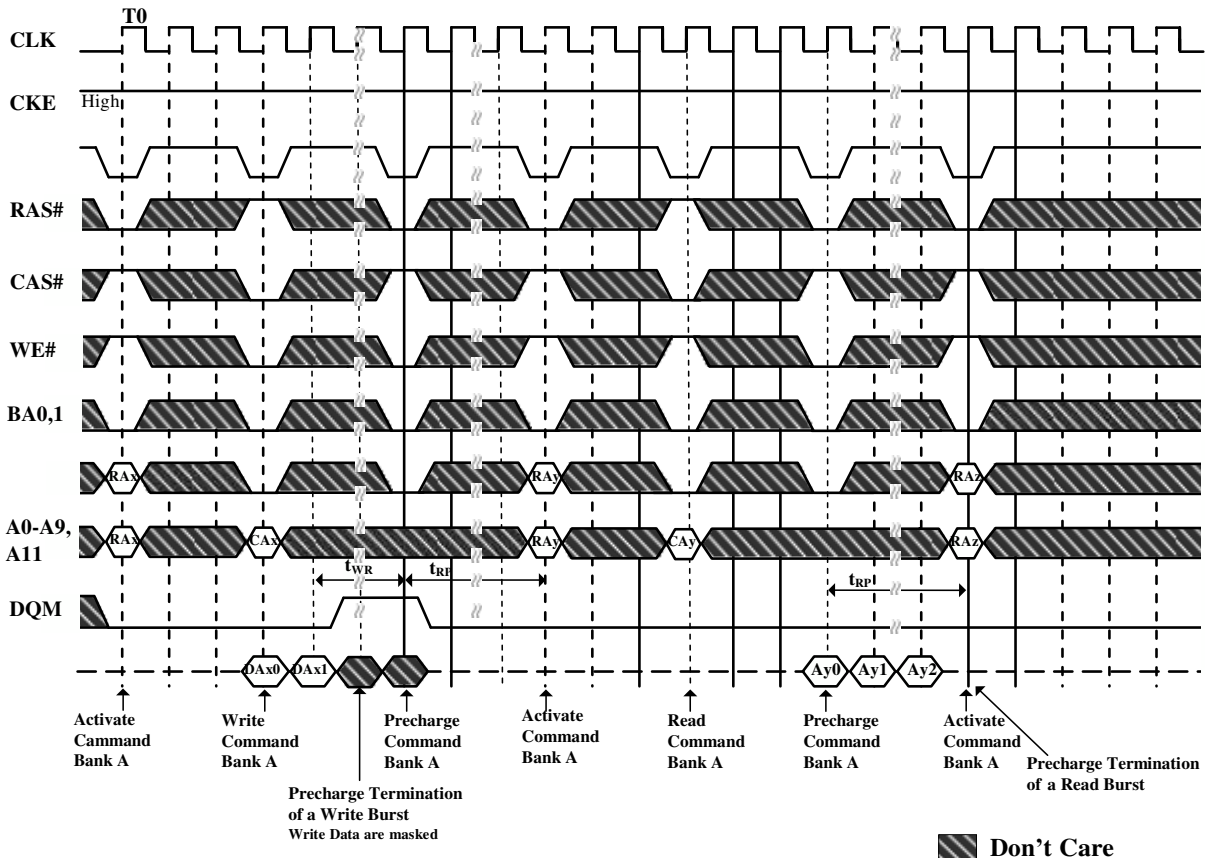 T0
CLK
CKE High
RAS#
CAS#
WE#
BA0,1
RAx RAy RAz
A0-A9, A11 RAx CAx RAy CAy RAz
tWR tRP tRP
DQM
DAx0 DAx1 Ay0 Ay1 Ay2
Activate
Cammand
Bank A
Write
Command
Bank A
Precharge
Command
Bank A
Activate
Command
Bank A
Read
Command
Bank A
Precharge
Command
Bank A
Activate
Command
Bank A
Precharge Termination
of a Read Burst
Precharge Termination
of a Write Burst
Write Data are masked
Don't Care